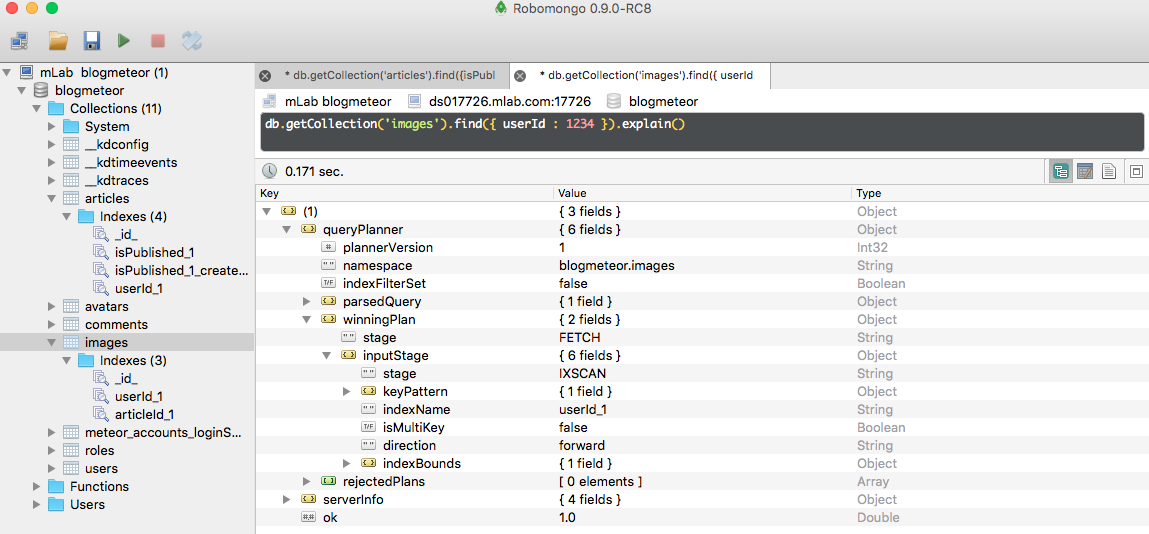 Robomongo 0.9.0-RC8
mLab blogmeteor (1)
blogmeteor
Collections (11)
System
__kdconfig
__kdtimeevents
__kdtraces
articles
Indexes (4)
_id_
isPublished_1
isPublished_1_create...
userId_1
avatars
comments
images
Indexes (3)
_id_
userId_1
articleId_1
meteor_accounts_loginS...
roles
users
Functions
Users
* db.getCollection('articles').find({isPubl
* db.getCollection('images').find({ userId
mLab blogmeteor ds017726.mlab.com:17726 blogmeteor
db.getCollection('images').find({ userId : 1234 }).explain()
0.171 sec.
Key Value Type
(1) { 3 fields } Object
queryPlanner { 6 fields } Object
# plannerVersion 1 Int32
" " namespace blogmeteor.images String
T/F indexFilterSet false Boolean
parsedQuery { 1 field } Object
winningPlan { 2 fields } Object
" " stage FETCH String
inputStage { 6 fields } Object
" " stage IXSCAN String
keyPattern { 1 field } Object
" " indexName userId_1 String
T/F isMultiKey false Boolean
" " direction forward String
indexBounds { 1 field } Object
rejectedPlans [ 0 elements ] Array
serverInfo { 4 fields } Object
#.# ok 1.0 Double